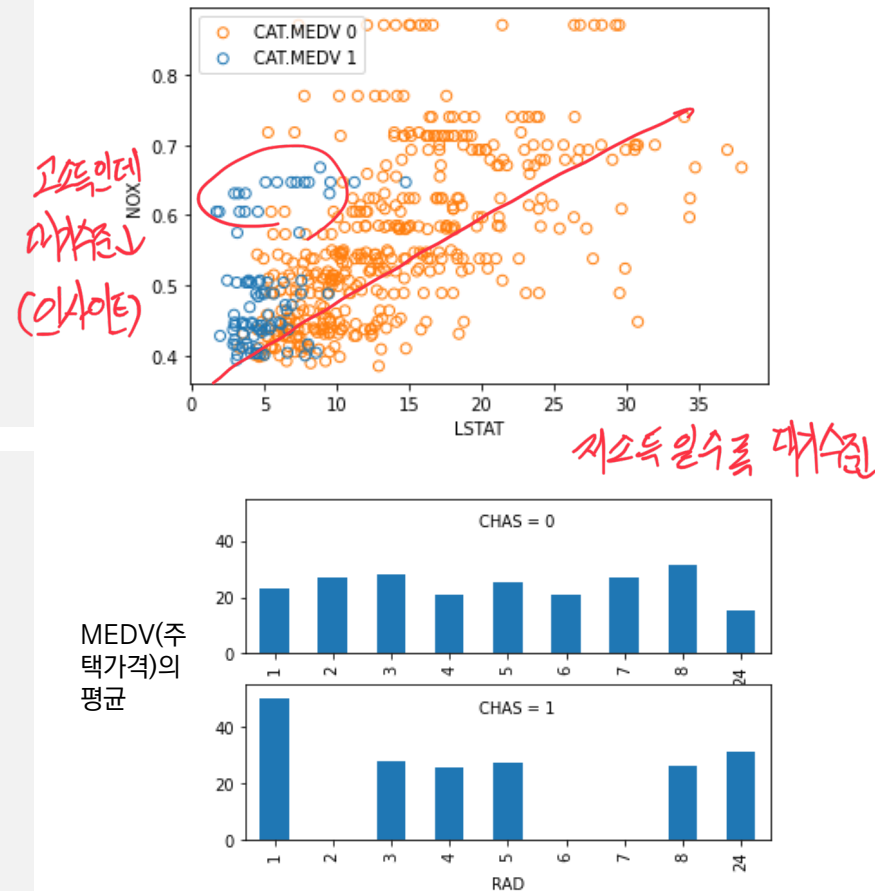 CAT.MEDV 0
CAT.MEDV 1
0.8
0.7
0.6
0.5
0.4
NOX
0 5 10 15 20 25 30 35
LSTAT
고소득인데
대기수준↓
(인사이트)
저소득일수록 대기수준
CHAS = 0
40
20
0
1 2 3 4 5 6 7 8 24
MEDV(주
택가격)의
평균
CHAS = 1
40
20
0
1 2 3 4 5 6 7 8 24
RAD